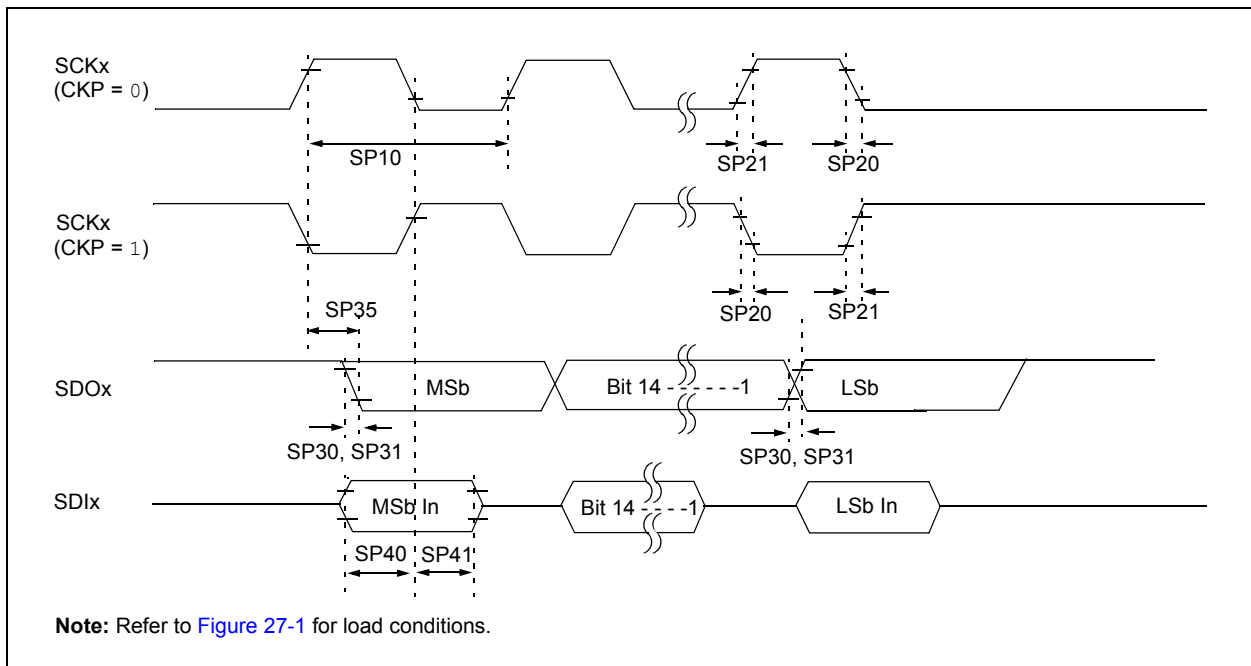 SCKx
(CKP = 0)
SP10
SP21
SP20
SCKx
(CKP = 1)
SP35
SP20
SP21
SDOx
MSb
Bit 14 - - - - - -1
LSb
SP30, SP31
SP30, SP31
SDIx
MSb In
Bit 14 - - - -1
LSb In
SP40
SP41
Note: Refer to Figure 27-1 for load conditions.